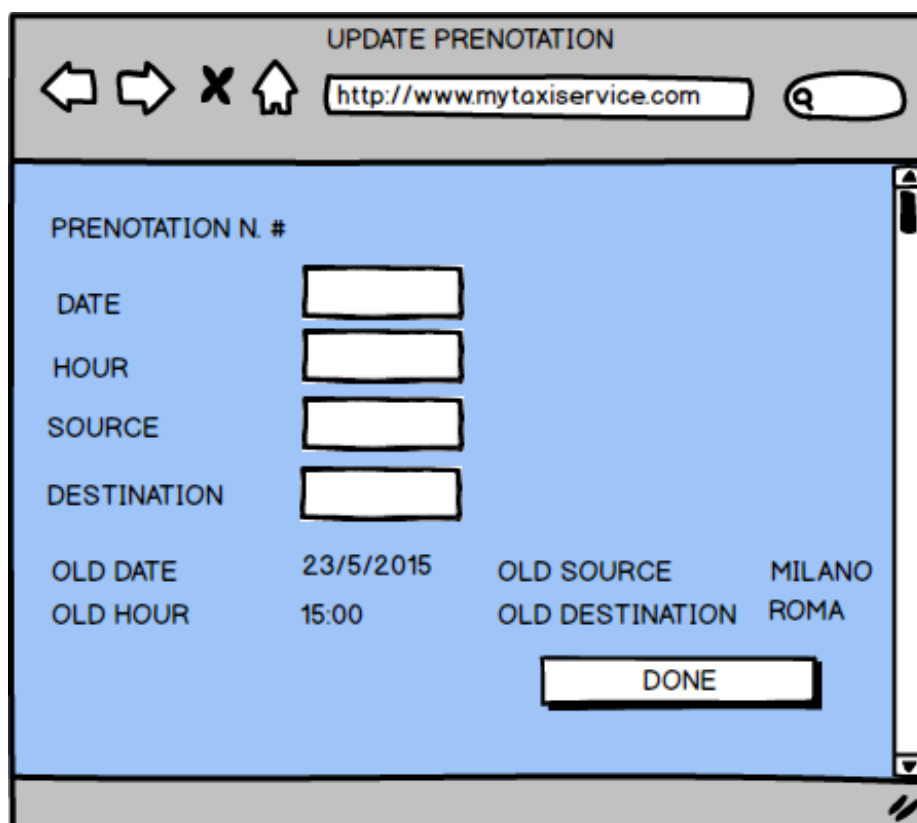 UPDATE PRENOTATION
http://www.mytaxiservice.com
PRENOTATION N. #
DATE
HOUR
SOURCE
DESTINATION
OLD DATE 23/5/2015 OLD SOURCE MILANO
OLD HOUR 15:00 OLD DESTINATION ROMA
DONE